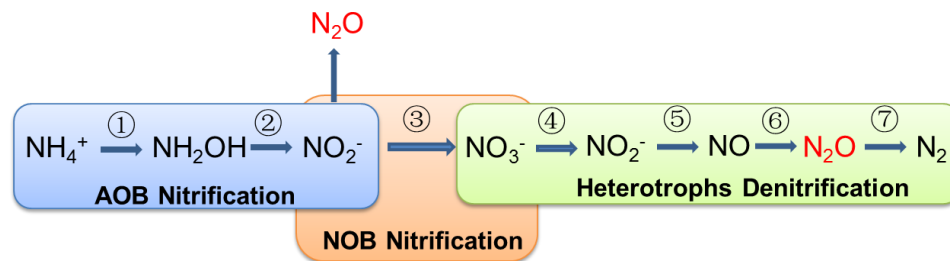 N₂O
① ② ③ ④ ⑤ ⑥ ⑦
NH₄⁺ NH₂OH NO₂⁻ NO₃⁻ NO₂⁻ NO N₂O N₂
AOB Nitrification Heterotrophs Denitrification
NOB Nitrification